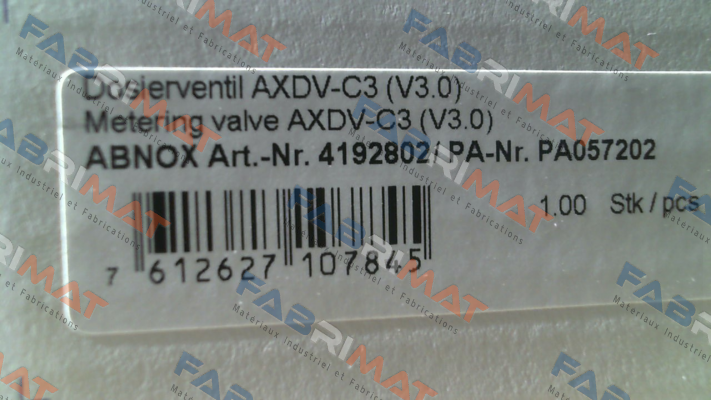 Dosierventil AXDV-C3 (V3.0)
Metering valve AXDV-C3 (V3.0)
ABNOX Art.-Nr. 4192802/ PA-Nr. PA057202
1.00 Stk / pcs
7 612627 107845
FABRIMAT
Matériaux Industriel et Fabrications